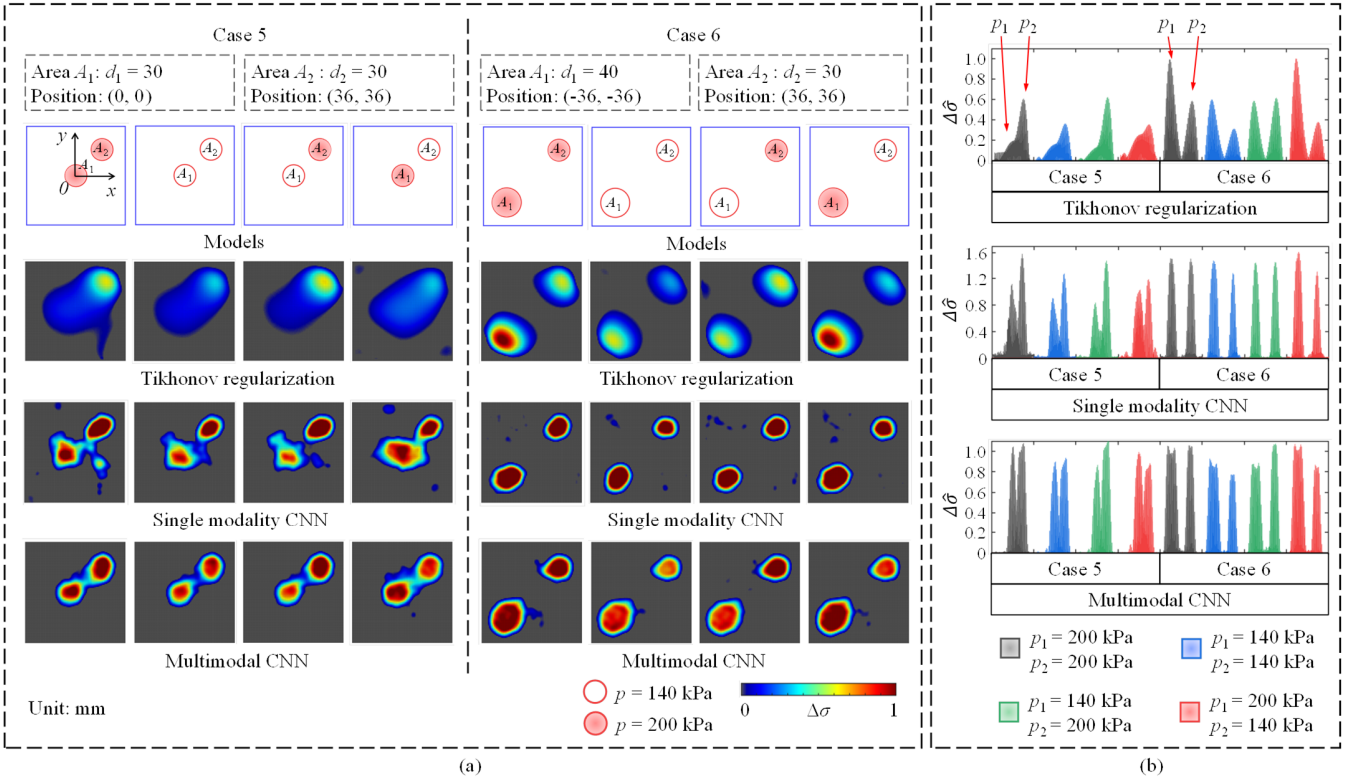 Case 5
Area A₁: d₁ = 30
Position: (0, 0)
Area A₂ : d₂ = 30
Position: (36, 36)
y
A₂
A₁
0
x
A₂
A₁
A₂
A₁
A₂
A₁
Models
Tikhonov regularization
Single modality CNN
Multimodal CNN
Case 6
Area A₁: d₁ = 40
Position: (-36, -36)
Area A₂ : d₂ = 30
Position: (36, 36)
A₂
A₁
A₂
A₁
A₂
A₁
A₂
A₁
Models
Tikhonov regularization
Single modality CNN
Multimodal CNN
Unit: mm
p = 140 kPa
p = 200 kPa
0 Δσ 1
(a)
p₁ p₂ p₁ p₂
Δσ̂
1.0
0.8
0.6
0.4
0.2
0
Case 5 Case 6
Tikhonov regularization
Δσ̂
1.6
1.2
0.8
0.4
0
Case 5 Case 6
Single modality CNN
Δσ̂
1.0
0.8
0.6
0.4
0.2
0
Case 5 Case 6
Multimodal CNN
p₁ = 200 kPa
p₂ = 200 kPa
p₁ = 140 kPa
p₂ = 140 kPa
p₁ = 140 kPa
p₂ = 200 kPa
p₁ = 200 kPa
p₂ = 140 kPa
(b)